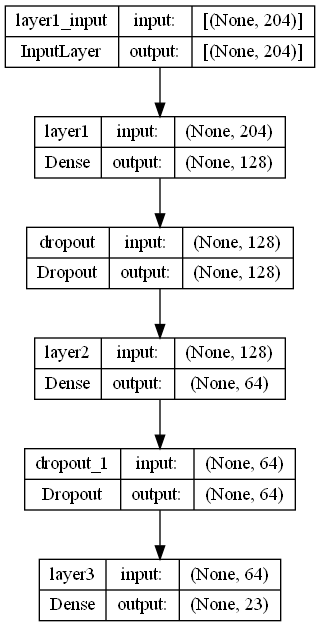 layer1_input input: [(None, 204)]
InputLayer output: [(None, 204)]
layer1 input: (None, 204)
Dense output: (None, 128)
dropout input: (None, 128)
Dropout output: (None, 128)
layer2 input: (None, 128)
Dense output: (None, 64)
dropout_1 input: (None, 64)
Dropout output: (None, 64)
layer3 input: (None, 64)
Dense output: (None, 23)